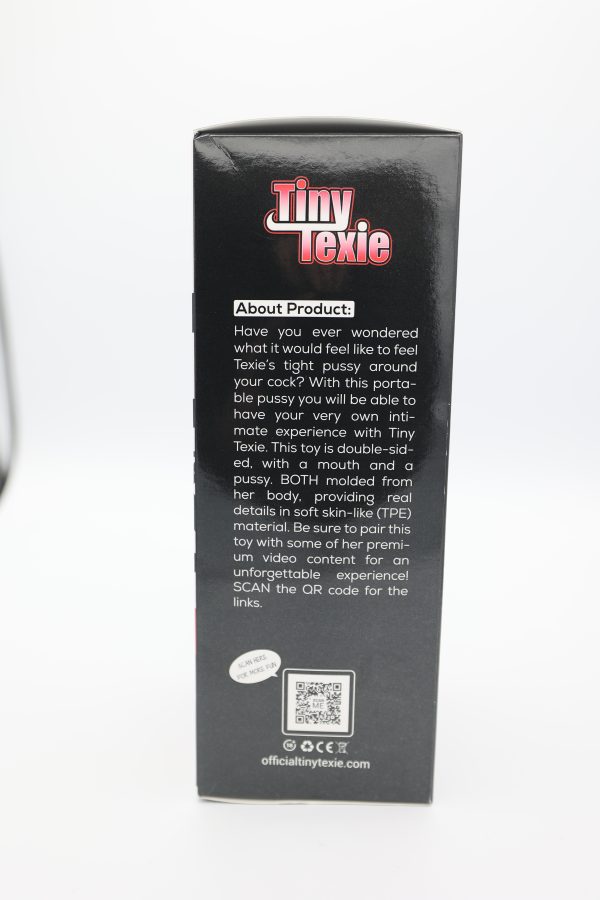 Tiny
Texie
About Product:
Have you ever wondered
what it would feel like to feel
Texie's tight pussy around
your cock? With this porta-
ble pussy you will be able to
have your very own inti-
mate experience with Tiny
Texie. This toy is double-sid-
ed, with a mouth and a
pussy. BOTH molded from
her body, providing real
details in soft skin-like (TPE)
material. Be sure to pair this
toy with some of her premi-
um video content for an
unforgettable experience!
SCAN the QR code for the
links.
SCAN HERE
FOR MORE FUN
SCAN
ME
18 CE
officialtinytexie.com